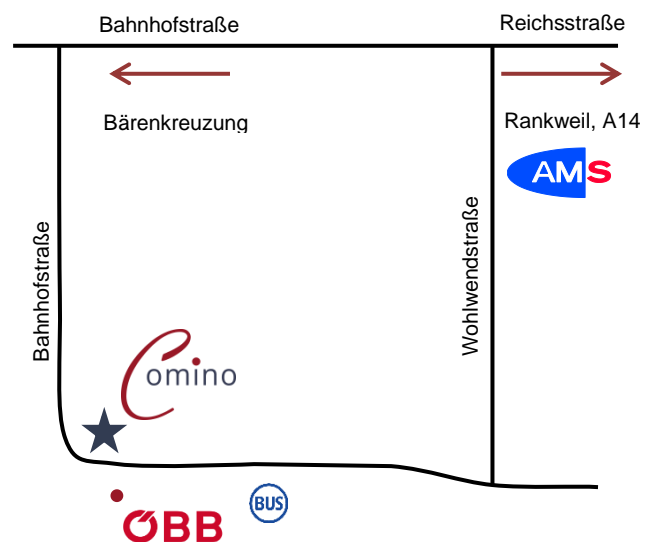 Bahnhofstraße
Reichsstraße
Bärenkreuzung
Rankweil, A14
AMS
Bahnhofstraße
Wohlwendstraße
Comino
BUS
ÖBB